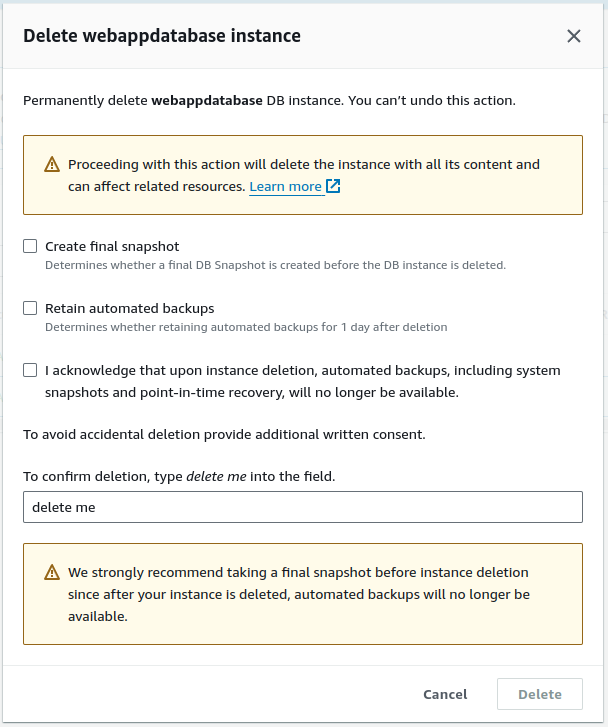 Delete webappdatabase instance
Permanently delete webappdatabase DB instance. You can't undo this action.
Proceeding with this action will delete the instance with all its content and
can affect related resources. Learn more
Create final snapshot
Determines whether a final DB Snapshot is created before the DB instance is deleted.
Retain automated backups
Determines whether retaining automated backups for 1 day after deletion
I acknowledge that upon instance deletion, automated backups, including system
snapshots and point-in-time recovery, will no longer be available.
To avoid accidental deletion provide additional written consent.
To confirm deletion, type delete me into the field.
delete me
We strongly recommend taking a final snapshot before instance deletion
since after your instance is deleted, automated backups will no longer be
available.
Cancel Delete